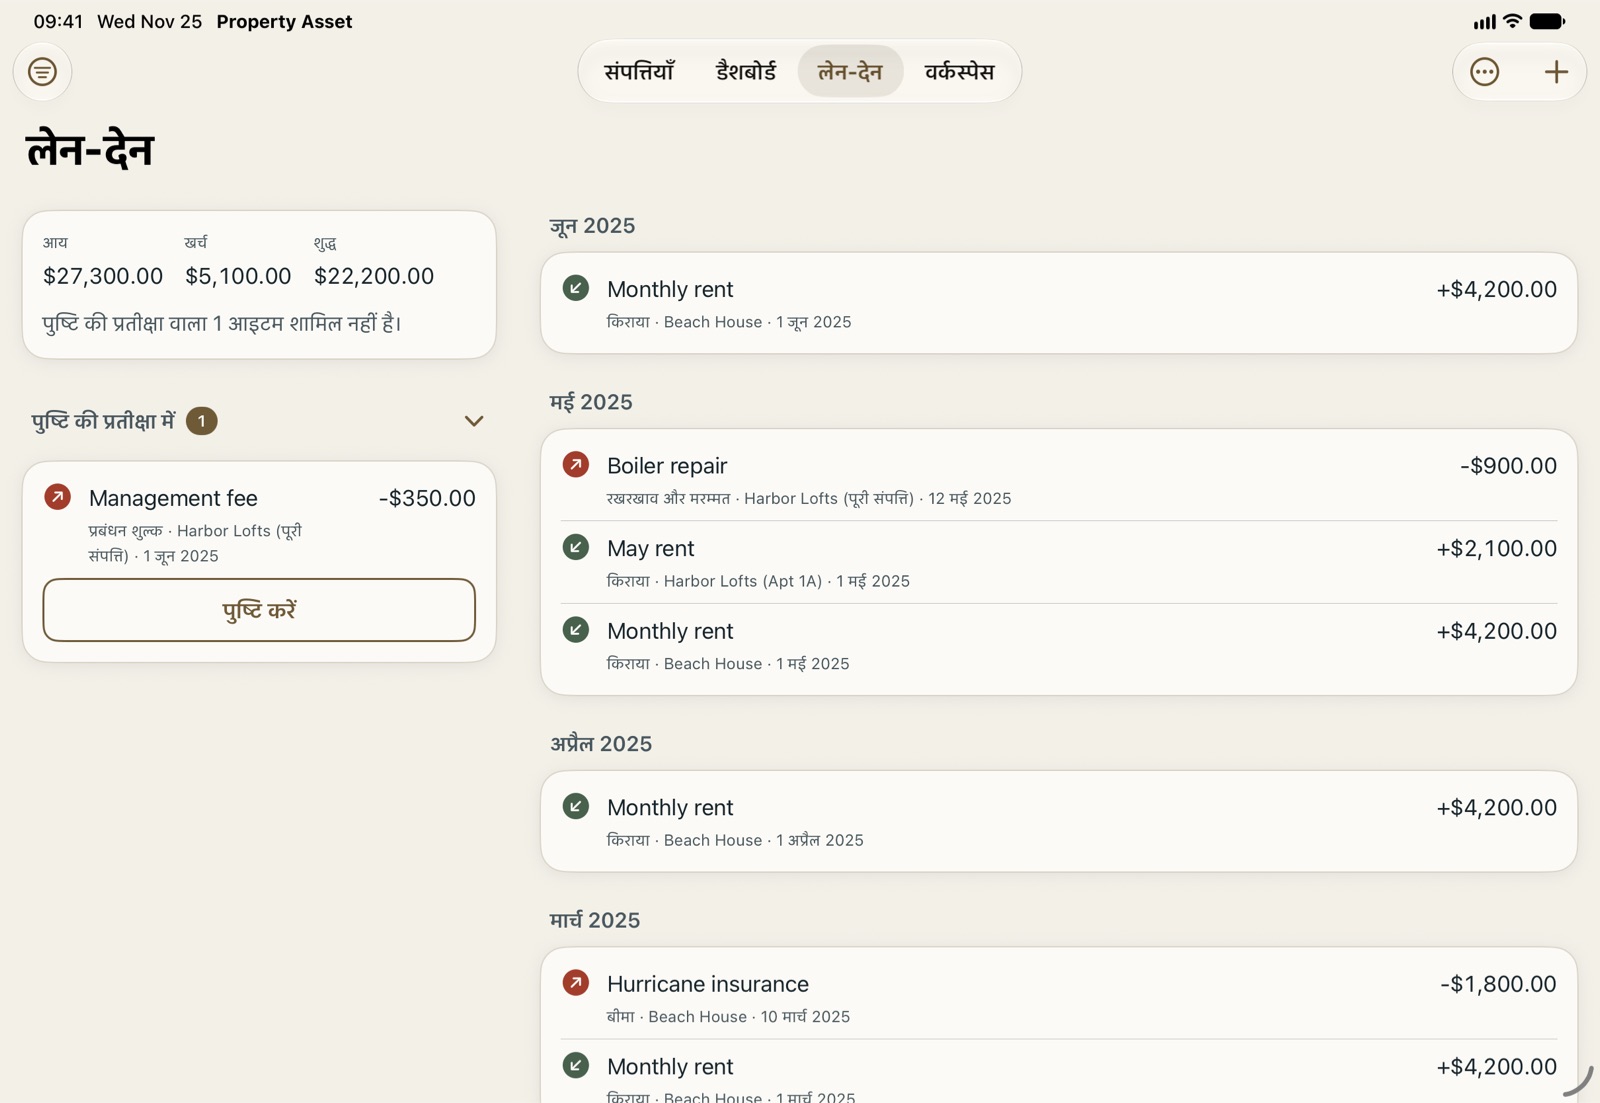 09:41 Wed Nov 25 Property Asset
संपत्तियाँ डैशबोर्ड लेन-देन वर्कस्पेस
लेन-देन
आय खर्च शुद्ध
$27,300.00 $5,100.00 $22,200.00
पुष्टि की प्रतीक्षा वाला 1 आइटम शामिल नहीं है।
पुष्टि की प्रतीक्षा में 1
Management fee -$350.00
प्रबंधन शुल्क · Harbor Lofts (पूरी
संपत्ति) · 1 जून 2025
पुष्टि करें
जून 2025
Monthly rent +$4,200.00
किराया · Beach House · 1 जून 2025
मई 2025
Boiler repair -$900.00
रखरखाव और मरम्मत · Harbor Lofts (पूरी संपत्ति) · 12 मई 2025
May rent +$2,100.00
किराया · Harbor Lofts (Apt 1A) · 1 मई 2025
Monthly rent +$4,200.00
किराया · Beach House · 1 मई 2025
अप्रैल 2025
Monthly rent +$4,200.00
किराया · Beach House · 1 अप्रैल 2025
मार्च 2025
Hurricane insurance -$1,800.00
बीमा · Beach House · 10 मार्च 2025
Monthly rent +$4,200.00
किराया · Beach House · 1 मार्च 2025